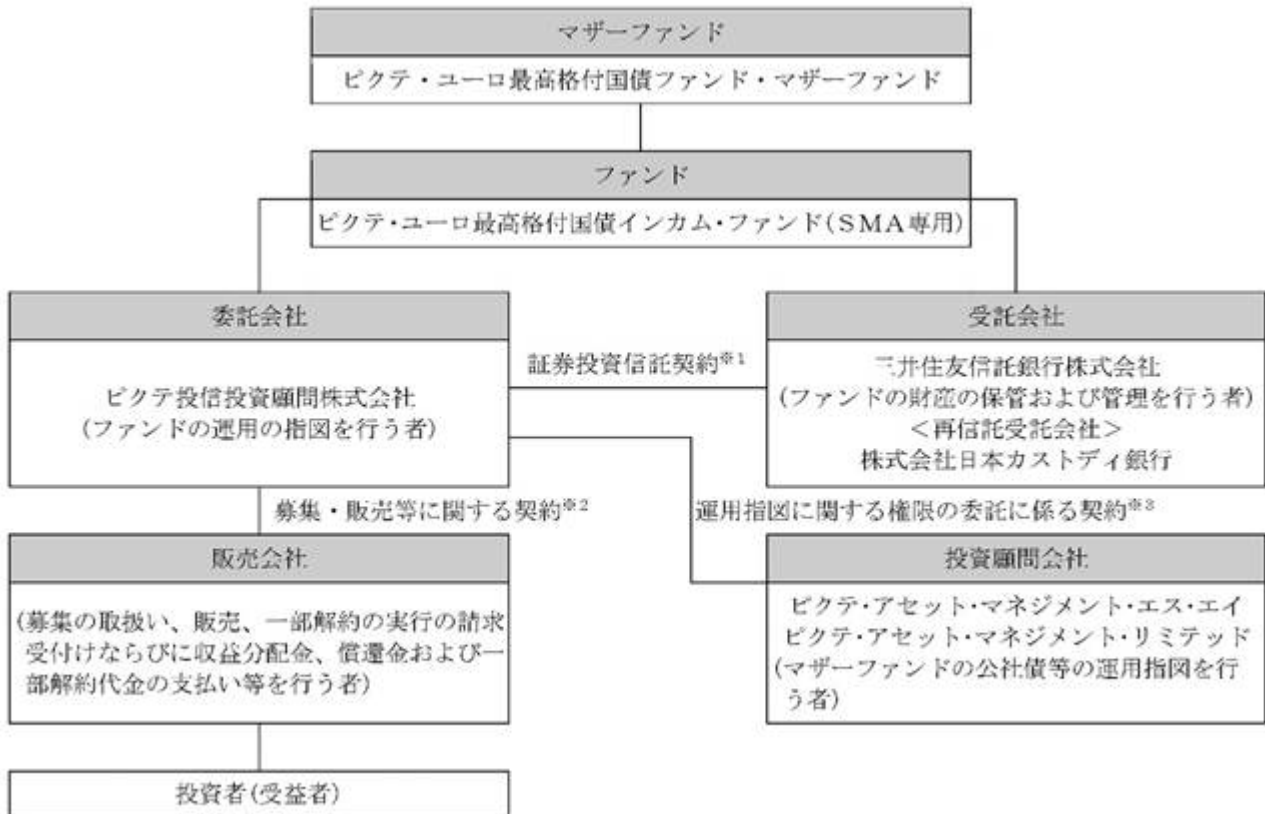 マザーファンド
ピクテ・ユーロ最高格付国債ファンド・マザーファンド
ファンド
ピクテ・ユーロ最高格付国債インカム・ファンド(SMA専用)
委託会社
ピクテ投信投資顧問株式会社
(ファンドの運用の指図を行う者)
証券投資信託契約※1
受託会社
三井住友信託銀行株式会社
(ファンドの財産の保管および管理を行う者)
<再信託受託会社>
株式会社日本カストディ銀行
募集・販売等に関する契約※2
運用指図に関する権限の委託に係る契約※3
販売会社
(募集の取扱い、販売、一部解約の実行の請求
受付けならびに収益分配金、償還金および一
部解約代金の支払い等を行う者)
投資顧問会社
ピクテ・アセット・マネジメント・エス・エイ
ピクテ・アセット・マネジメント・リミテッド
(マザーファンドの公社債等の運用指図を行
う者)
投資者(受益者)